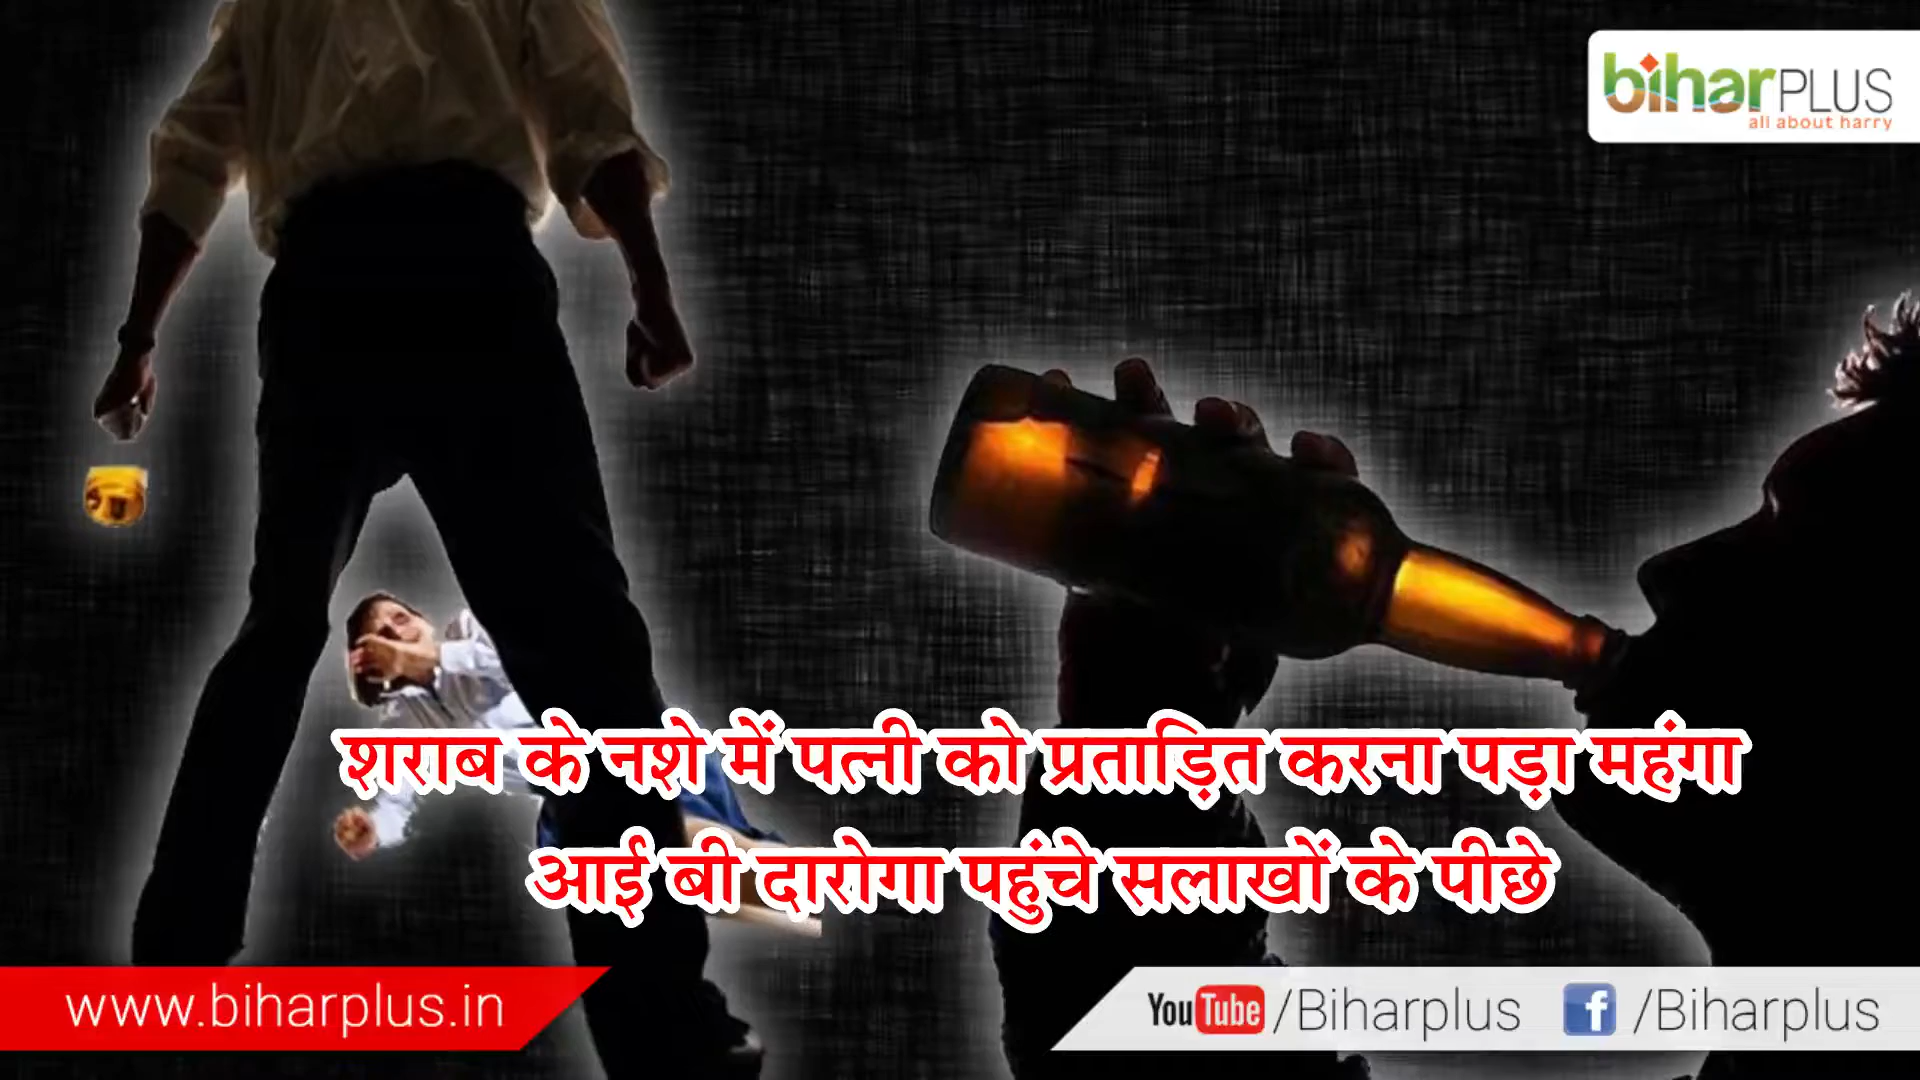 biharPLUS
all about harry
शराब के नशे में पत्नी को प्रताड़ित करना पड़ा महंगा
आई बी दारोगा पहुंचे सलाखों के पीछे
www.biharplus.in
YouTube /Biharplus f /Biharplus